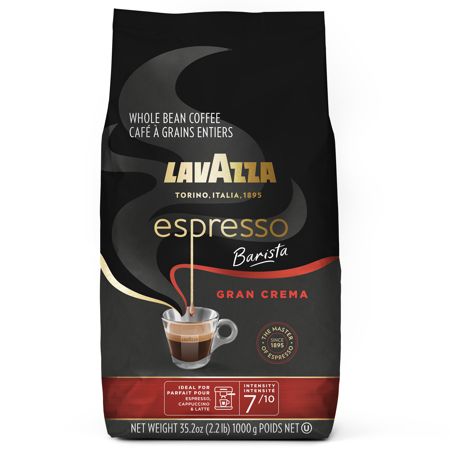 WHOLE BEAN COFFEE
CAFÉ À GRAINS ENTIERS
LAVAZZA
TORINO, ITALIA, 1895
espresso
Barista
GRAN CREMA
THE MASTER OF ESPRESSO
SINCE
1895
IDEAL FOR
PARFAIT POUR
ESPRESSO,
CAPPUCCINO
& LATTE
INTENSITY
INTENSITÉ
7/10
NET WEIGHT 35.2oz (2.2lb) 1000g POIDS NET U